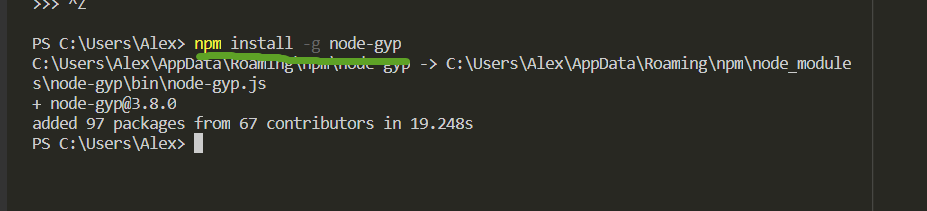 >>> ^Z
PS C:\Users\Alex> npm install -g node-gyp
C:\Users\Alex\AppData\Roaming\npm\node-gyp -> C:\Users\Alex\AppData\Roaming\npm\node_module
s\node-gyp\bin\node-gyp.js
+ node-gyp@3.8.0
added 97 packages from 67 contributors in 19.248s
PS C:\Users\Alex>